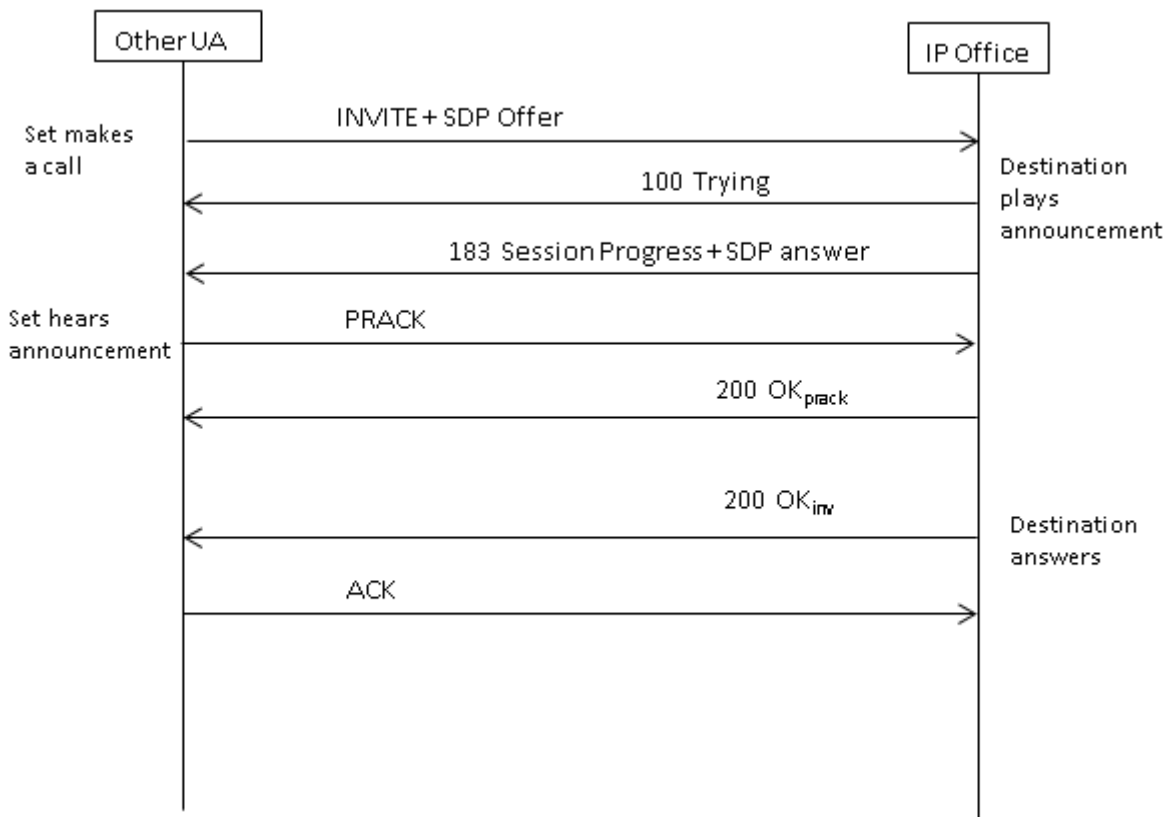 Other UA
IP Office
INVITE + SDP Offer
Set makes
a call
100 Trying
Destination
plays
announcement
183 Session Progress + SDP answer
Set hears
announcement
PRACK
200 OKprack
200 OKinv
Destination
answers
ACK